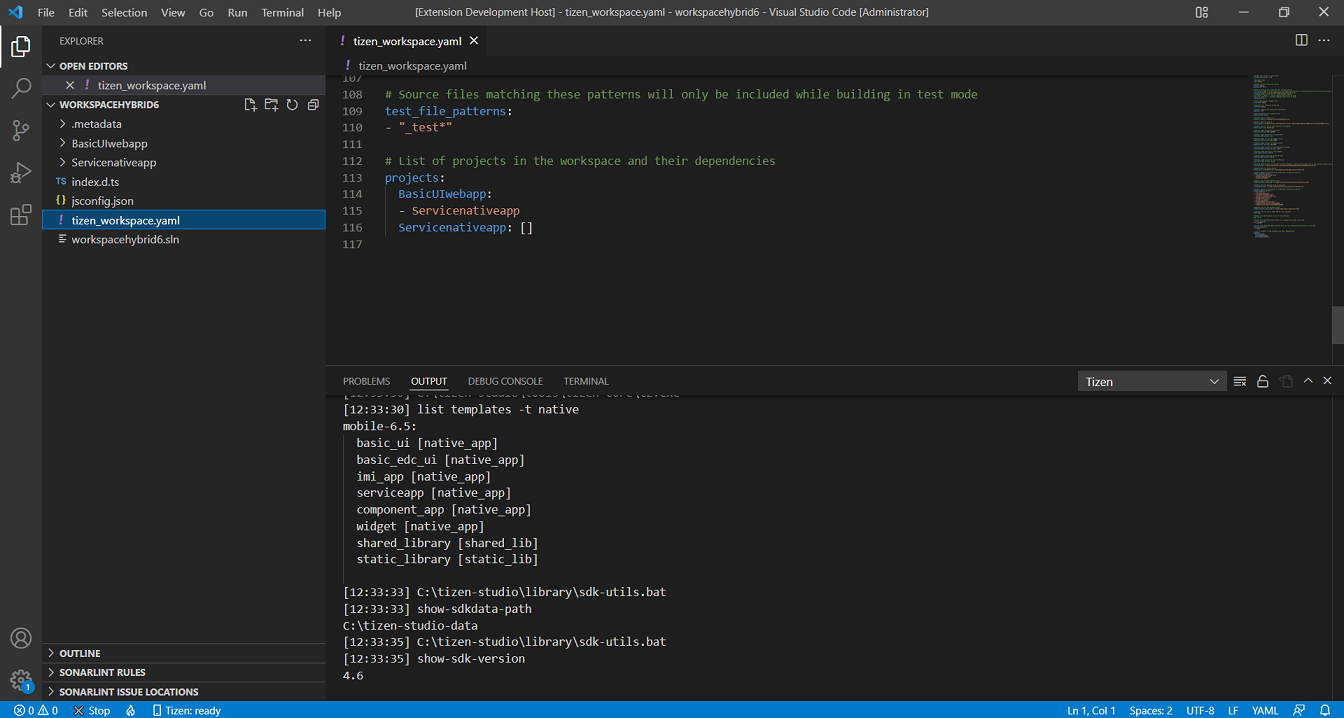 File Edit Selection View Go Run Terminal Help
[Extension Development Host] - tizen_workspace.yaml - workspacehybrid6 - Visual Studio Code [Administrator]
EXPLORER
OPEN EDITORS
! tizen_workspace.yaml
WORKSPACEHYBRID6
.metadata
BasicUIwebapp
Servicenativeapp
TS index.d.ts
{} jsconfig.json
! tizen_workspace.yaml
workspacehybrid6.sln
OUTLINE
SONARLINT RULES
SONARLINT ISSUE LOCATIONS
! tizen_workspace.yaml
! tizen_workspace.yaml
107
108 # Source files matching these patterns will only be included while building in test mode
109 test_file_patterns:
110 - "_test*"
111
112 # List of projects in the workspace and their dependencies
113 projects:
114 BasicUIwebapp:
115 - Servicenativeapp
116 Servicenativeapp: []
117
PROBLEMS OUTPUT DEBUG CONSOLE TERMINAL
Tizen
[12:33:30] list templates -t native
mobile-6.5:
basic_ui [native_app]
basic_edc_ui [native_app]
imi_app [native_app]
serviceapp [native_app]
component_app [native_app]
widget [native_app]
shared_library [shared_lib]
static_library [static_lib]
[12:33:33] C:\tizen-studio\library\sdk-utils.bat
[12:33:33] show-sdkdata-path
C:\tizen-studio-data
[12:33:35] C:\tizen-studio\library\sdk-utils.bat
[12:33:35] show-sdk-version
4.6
1
0 0 Stop Tizen: ready
Ln 1, Col 1 Spaces: 2 UTF-8 LF YAML